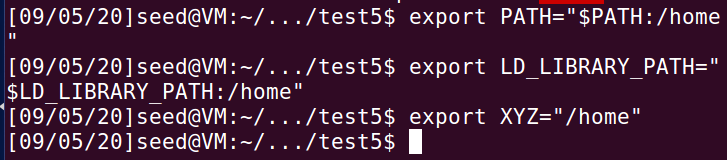 [09/05/20]seed@VM:~/.../test5$ export PATH="$PATH:/home
"
[09/05/20]seed@VM:~/.../test5$ export LD_LIBRARY_PATH="
$LD_LIBRARY_PATH:/home"
[09/05/20]seed@VM:~/.../test5$ export XYZ="/home"
[09/05/20]seed@VM:~/.../test5$